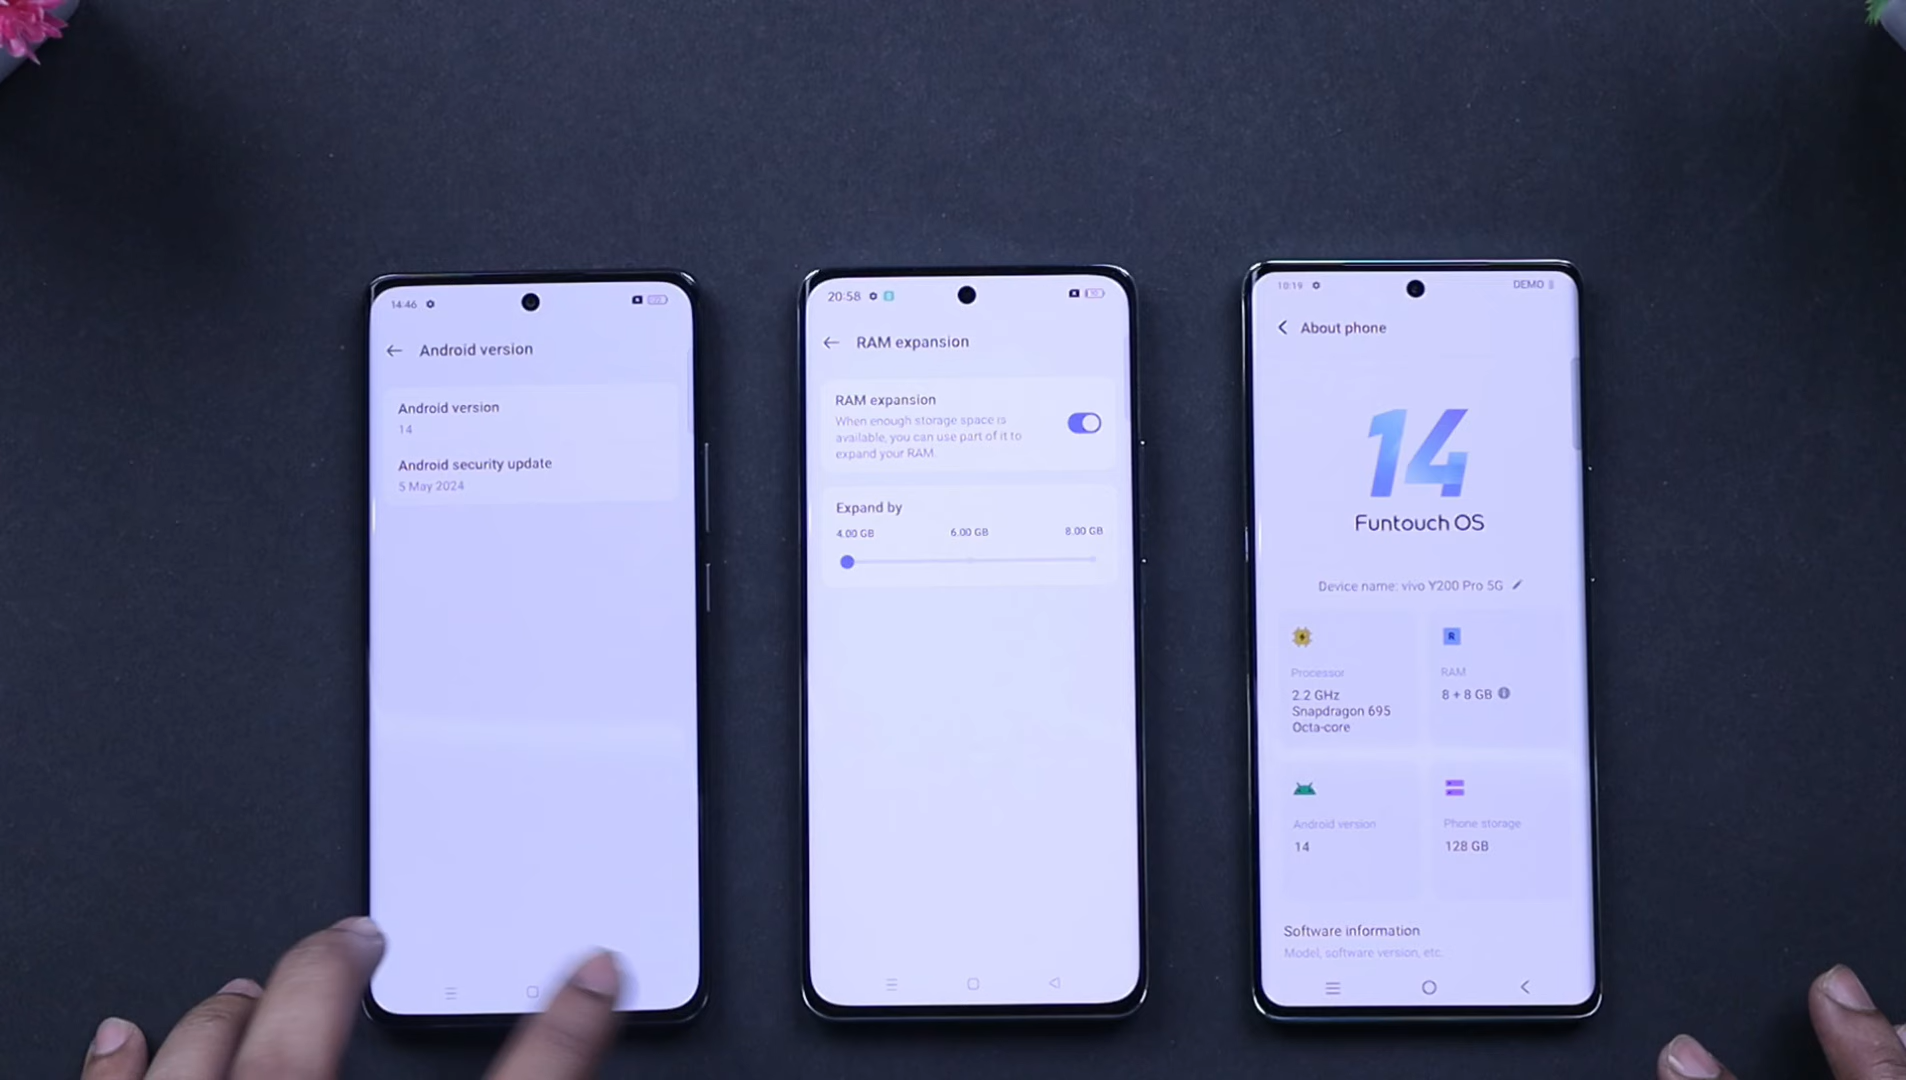 14:46
Android version
Android version
14
Android security update
5 May 2024
20:58
RAM expansion
RAM expansion
When enough storage space is
available, you can use part of it to
expand your RAM.
Expand by
4.00 GB 6.00 GB 8.00 GB
10:19 DEMO
About phone
14
Funtouch OS
Device name: vivo Y200 Pro 5G
R
Processor
2.2 GHz
Snapdragon 695
Octa-core
RAM
8 + 8 GB
Android version
14
Phone storage
128 GB
Software information
Model, software version, etc.